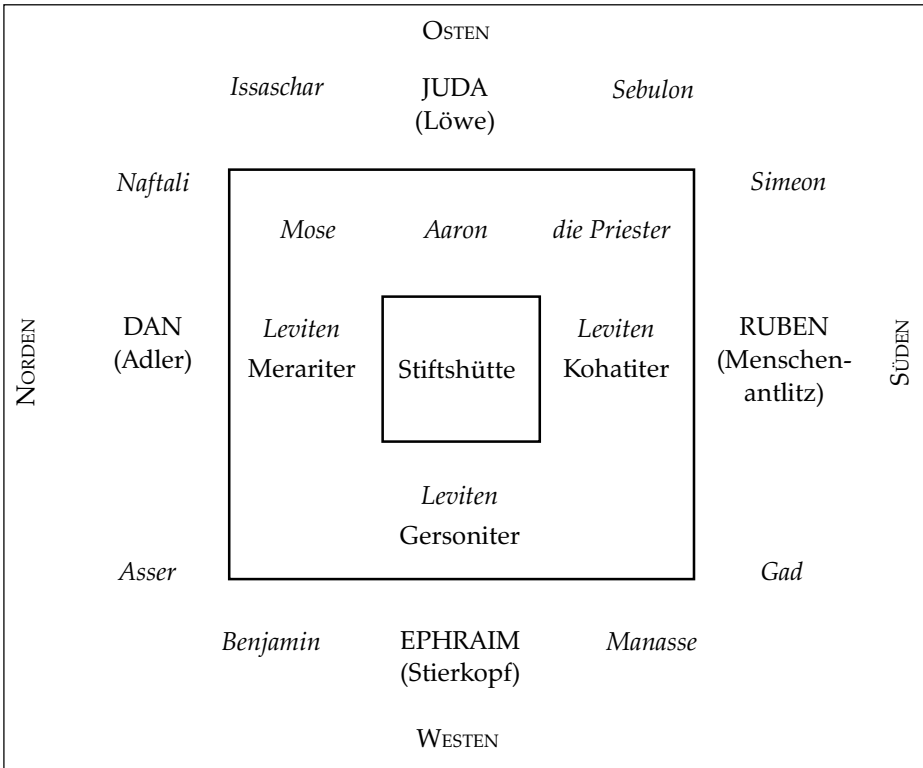 OSTEN
Issaschar JUDA Sebulon
(Löwe)
Naftali Simeon
Mose Aaron die Priester
NORDEN
DAN Leviten Leviten RUBEN
(Adler) Merariter Stiftshütte Kohatiter (Menschen-
antlitz)
SÜDEN
Leviten
Gersoniter
Asser Gad
Benjamin EPHRAIM Manasse
(Stierkopf)
WESTEN